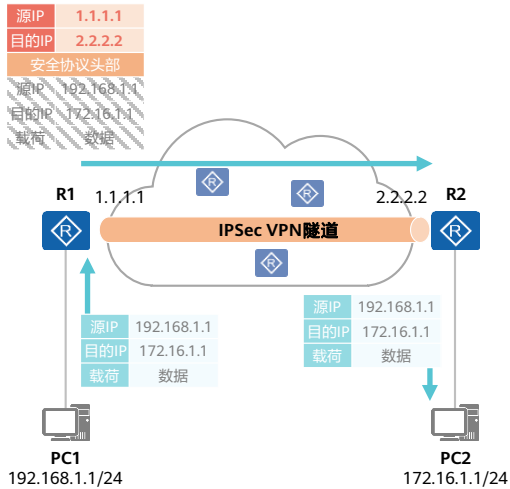 源IP 1.1.1.1
目的IP 2.2.2.2
安全协议头部
源IP 192.168.1.1
目的IP 172.16.1.1
载荷 数据
R1 1.1.1.1
2.2.2.2 R2
R
R
R
R
IPSec VPN隧道
R
源IP 192.168.1.1
目的IP 172.16.1.1
载荷 数据
源IP 192.168.1.1
目的IP 172.16.1.1
载荷 数据
PC1
192.168.1.1/24
PC2
172.16.1.1/24